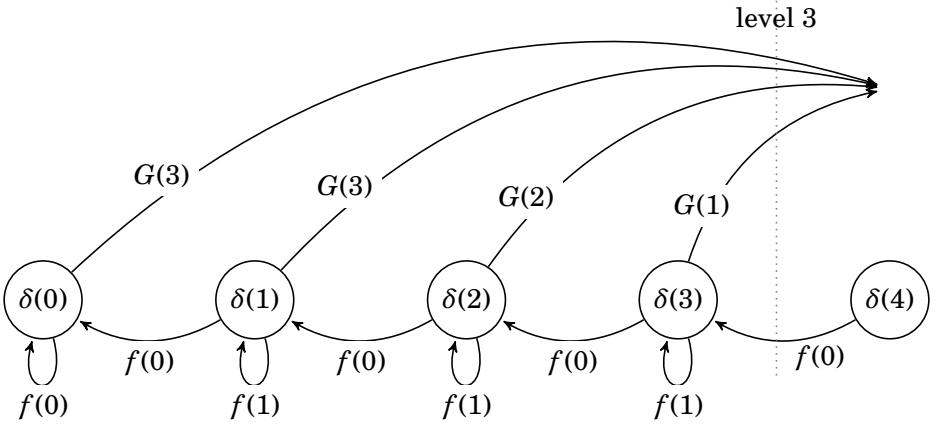 level 3
G(3)
G(3)
G(2)
G(1)
δ(0) δ(1) δ(2) δ(3) δ(4)
f(0) f(0) f(0) f(0)
f(0) f(1) f(1) f(1)